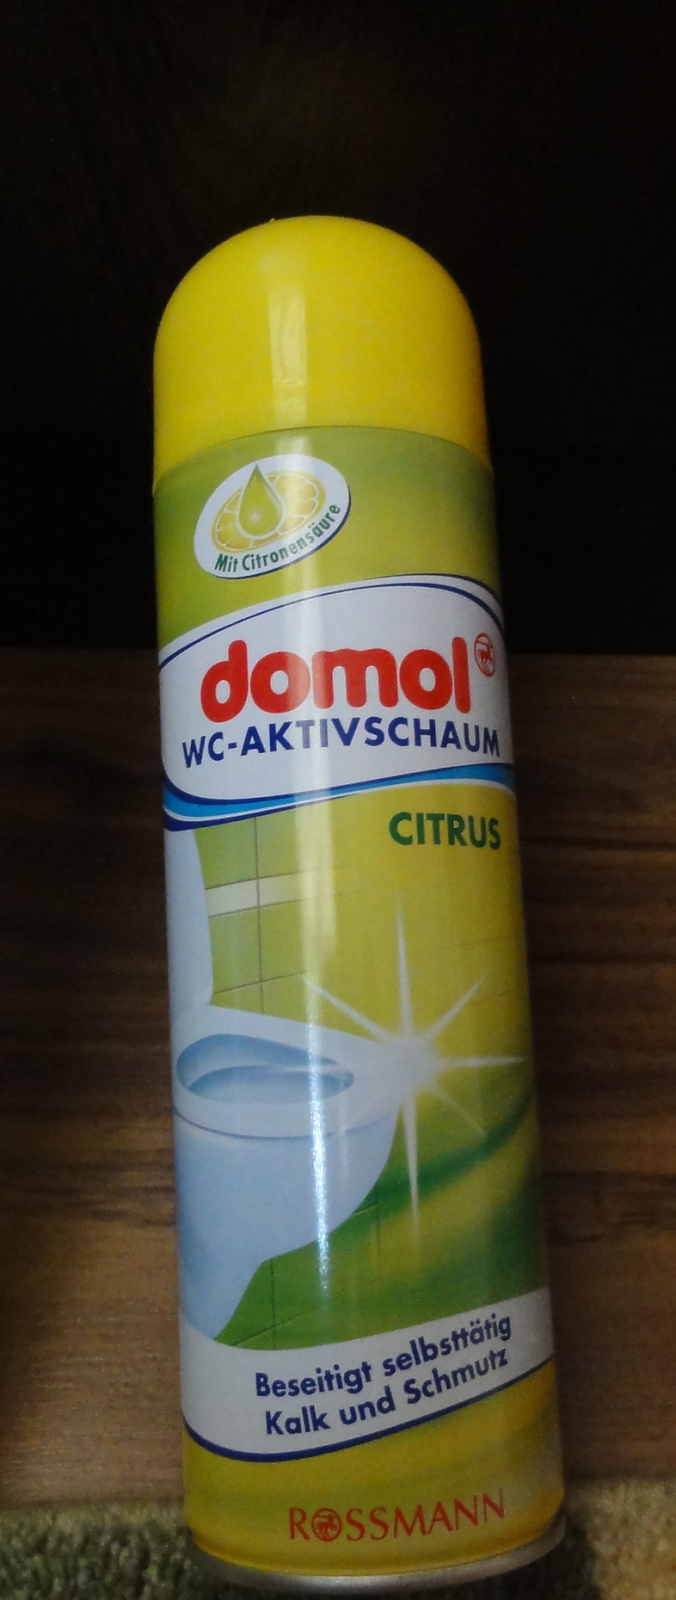 Mit Citronensäure
domol
WC-AKTIVSCHAUM
CITRUS
Beseitigt selbsttätig
Kalk und Schmutz
ROSSMANN